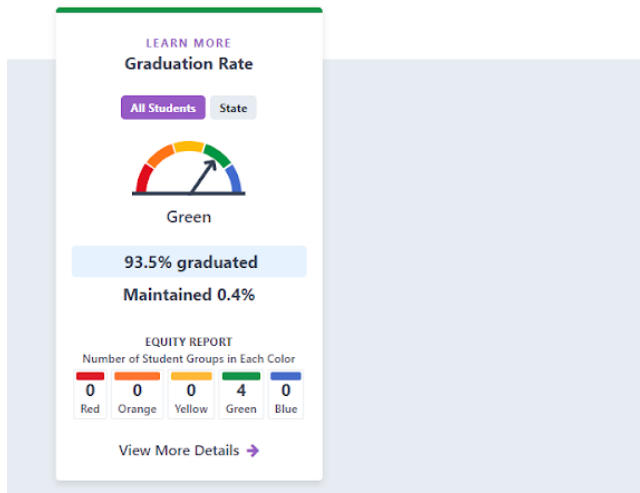 LEARN MORE
Graduation Rate
All Students State
Green
93.5% graduated
Maintained 0.4%
EQUITY REPORT
Number of Student Groups in Each Color
0 0 0 4 0
Red Orange Yellow Green Blue
View More Details